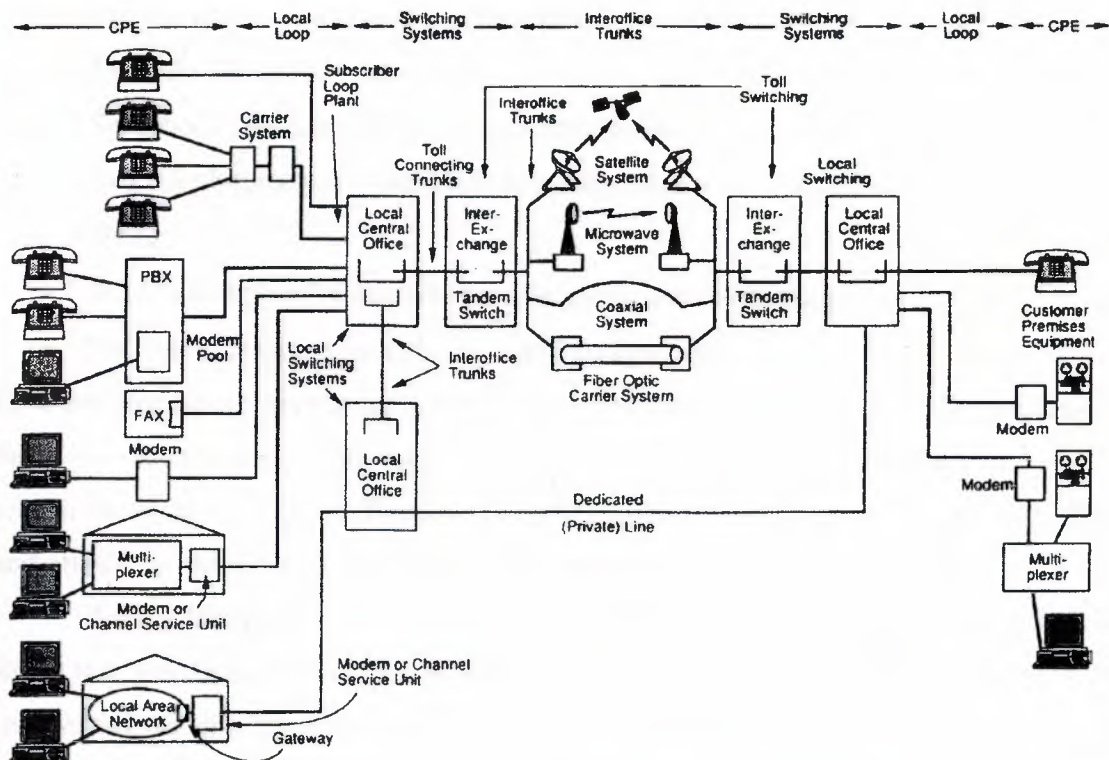 CPE
Local
Loop
Switching
Systems
Interoffice
Trunks
Switching
Systems
Local
Loop
CPE
Subscriber
Loop
Plant
Carrier
System
Toll
Connecting
Trunks
Interoffice
Trunks
Toll
Switching
Satellite
System
Local
Switching
Local
Central
Office
Inter-
Ex-
change
Tandem
Switch
Microwave
System
Inter-
Ex-
change
Tandem
Switch
Local
Central
Office
PBX
Modem
Pool
Coaxial
System
Customer
Premises
Equipment
Local
Switching
Systems
Interoffice
Trunks
Fiber Optic
Carrier System
FAX
Modem
Modem
Local
Central
Office
Modem
Dedicated
(Private) Line
Multi-
plexer
Multi-
plexer
Modem or
Channel Service Unit
Modem or Channel
Service Unit
Local Area
Network
Gateway